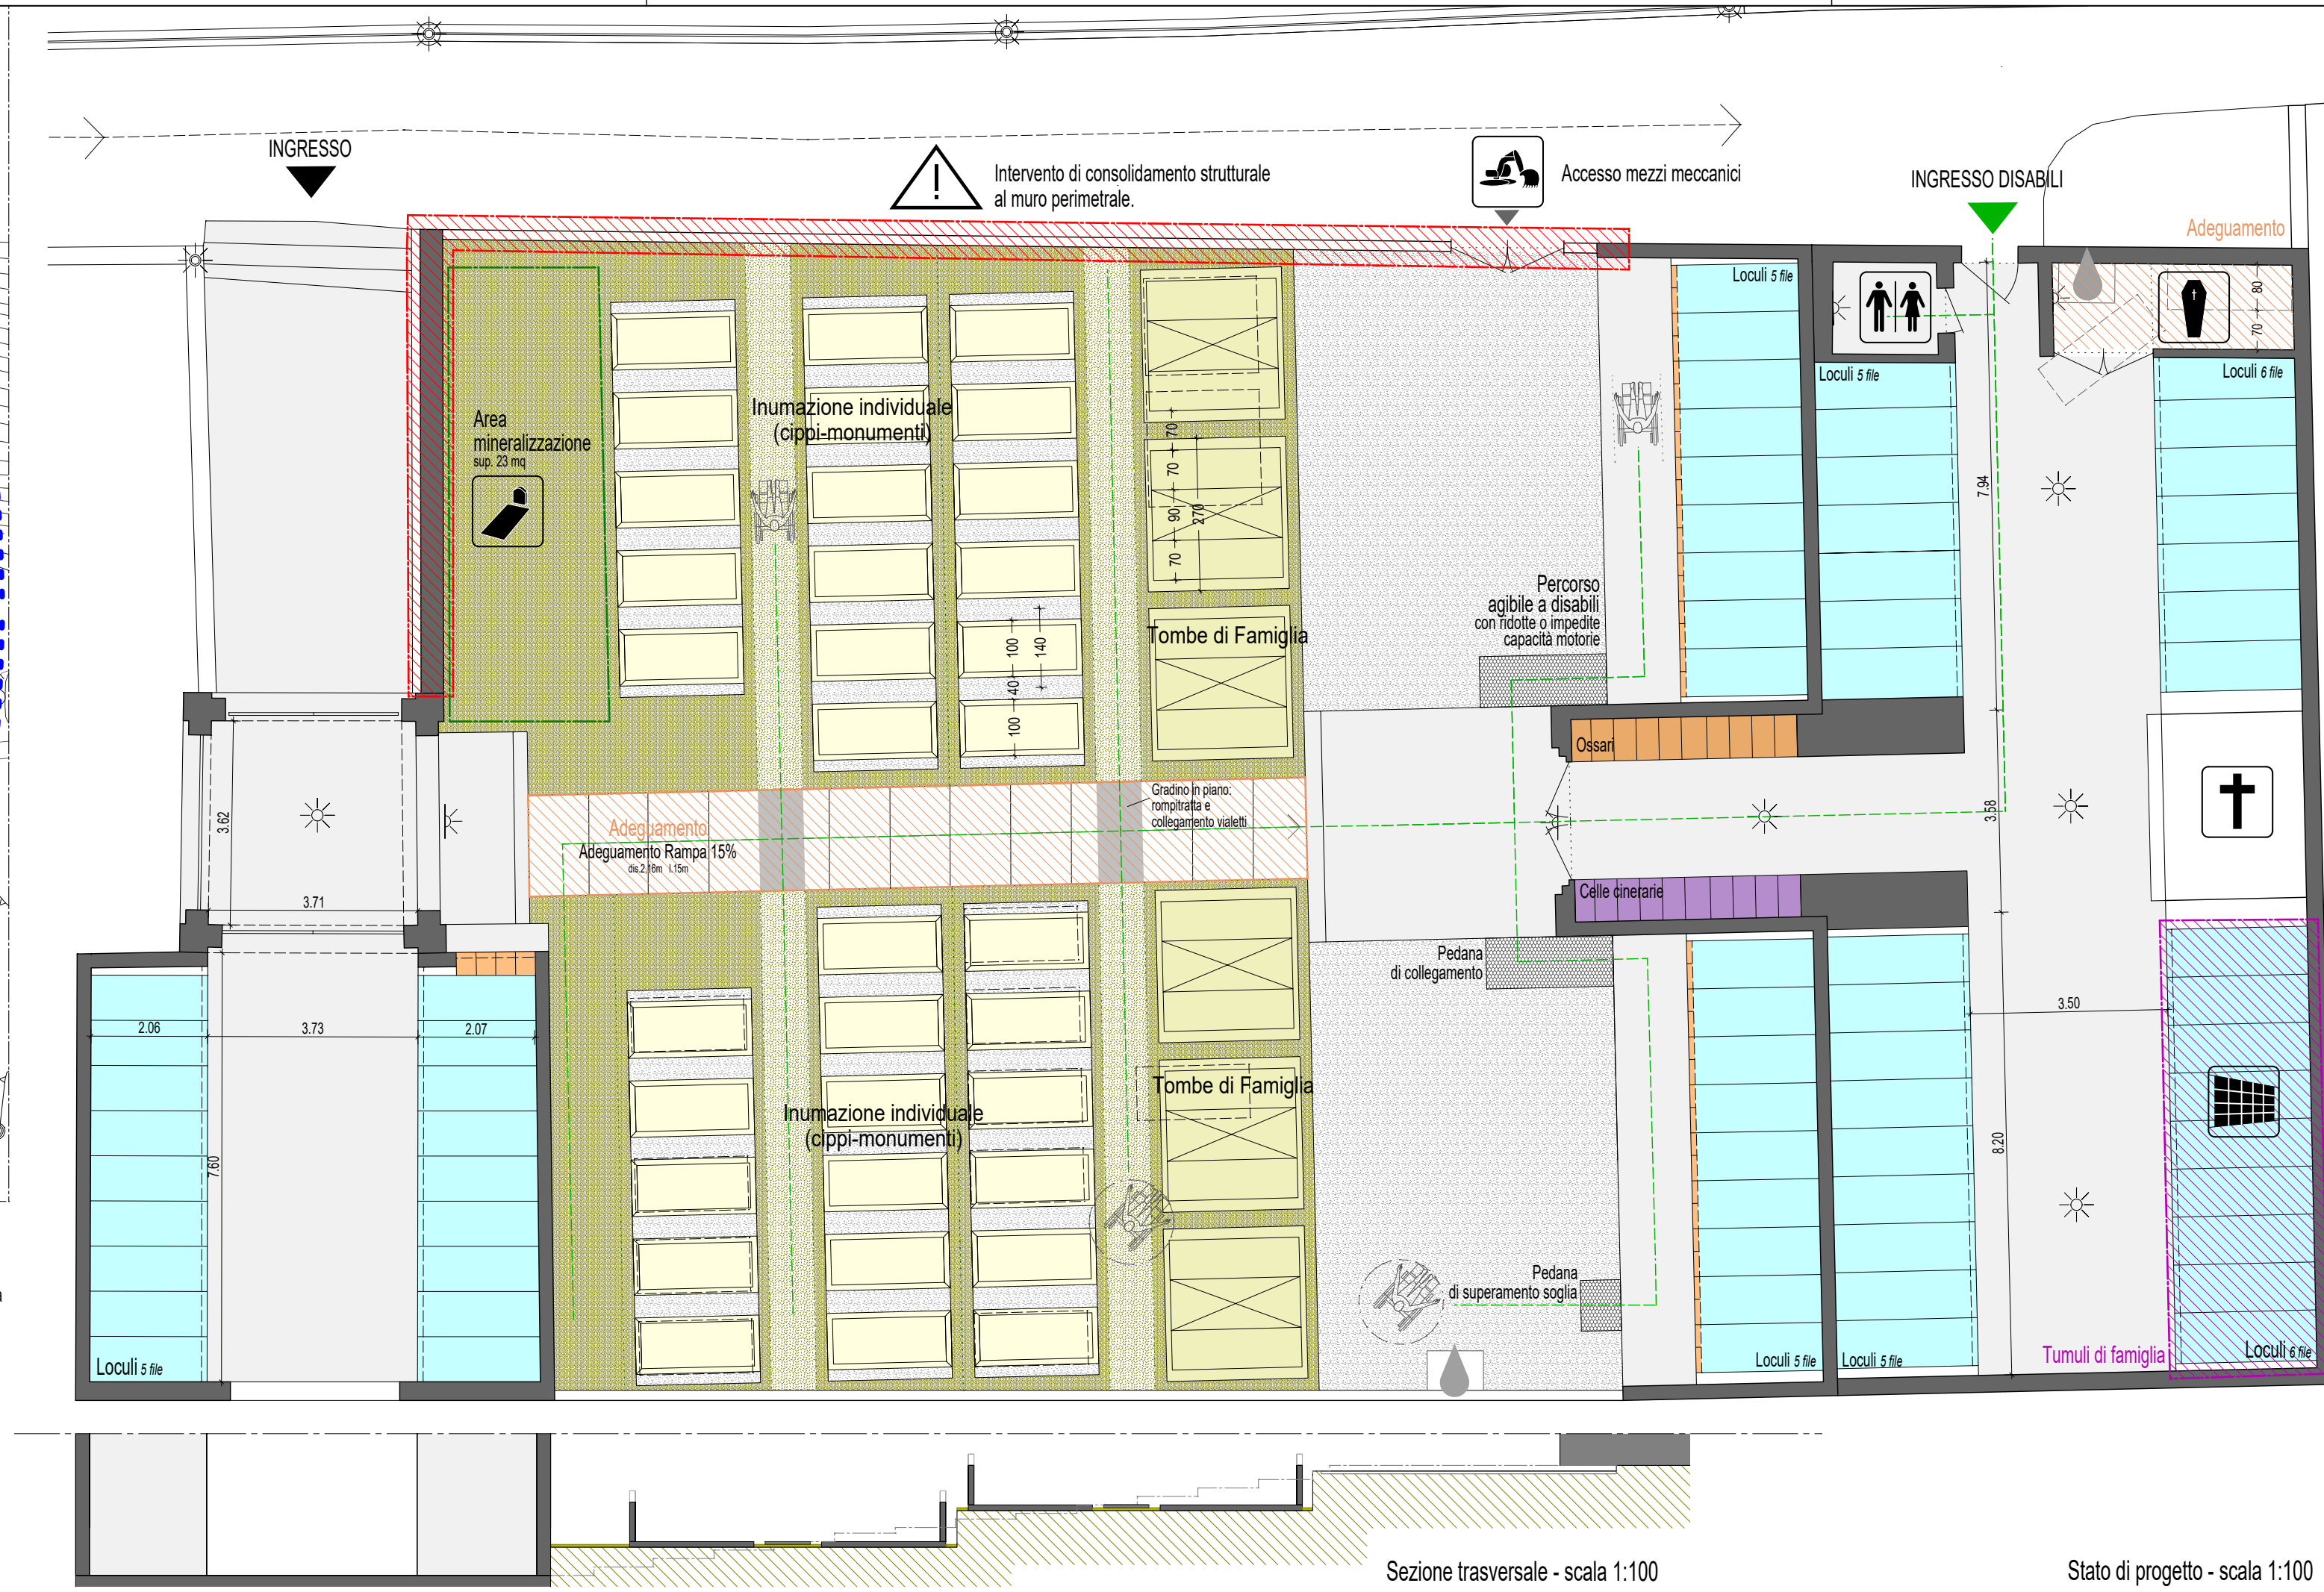 INGRESSO
Intervento di consolidamento strutturale
al muro perimetrale.
Accesso mezzi meccanici
INGRESSO DISABILI
Adeguamento
Loculi 5 file
80
70
Loculi 5 file
Loculi 6 file
Area
mineralizzazione
sup. 23 mq
Inumazione individuale
(cippi-monumenti)
70
70
90
270
70
7.94
Percorso
agibile a disabili
con ridotte o impedite
capacità motorie
Tombe di Famiglia
100
140
40
100
Ossari
Gradino in piano:
rompitratta e
collegamento vialetti
3.62
Adeguamento
Adeguamento Rampa 15%
dis.2,16m l.15m
3.58
3.71
Celle cinerarie
Pedana
di collegamento
2.06
3.73
2.07
3.50
Tombe di Famiglia
Inumazione individuale
(cippi-monumenti)
7.60
8.20
Pedana
di superamento soglia
Loculi 5 file
Loculi 5 file
Loculi 5 file
Tumuli di famiglia
Loculi 6 file
Sezione trasversale - scala 1:100
Stato di progetto - scala 1:100